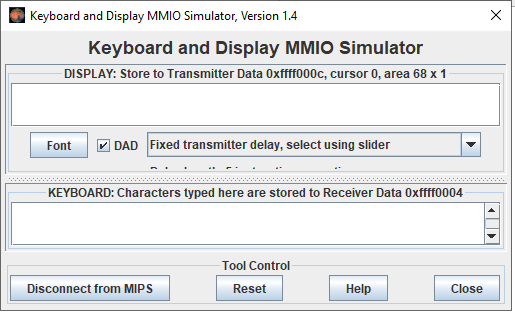 Keyboard and Display MMIO Simulator, Version 1.4
Keyboard and Display MMIO Simulator
DISPLAY: Store to Transmitter Data 0xffff000c, cursor 0, area 68 x 1
Font
DAD
Fixed transmitter delay, select using slider
KEYBOARD: Characters typed here are stored to Receiver Data 0xffff0004
Tool Control
Disconnect from MIPS
Reset
Help
Close